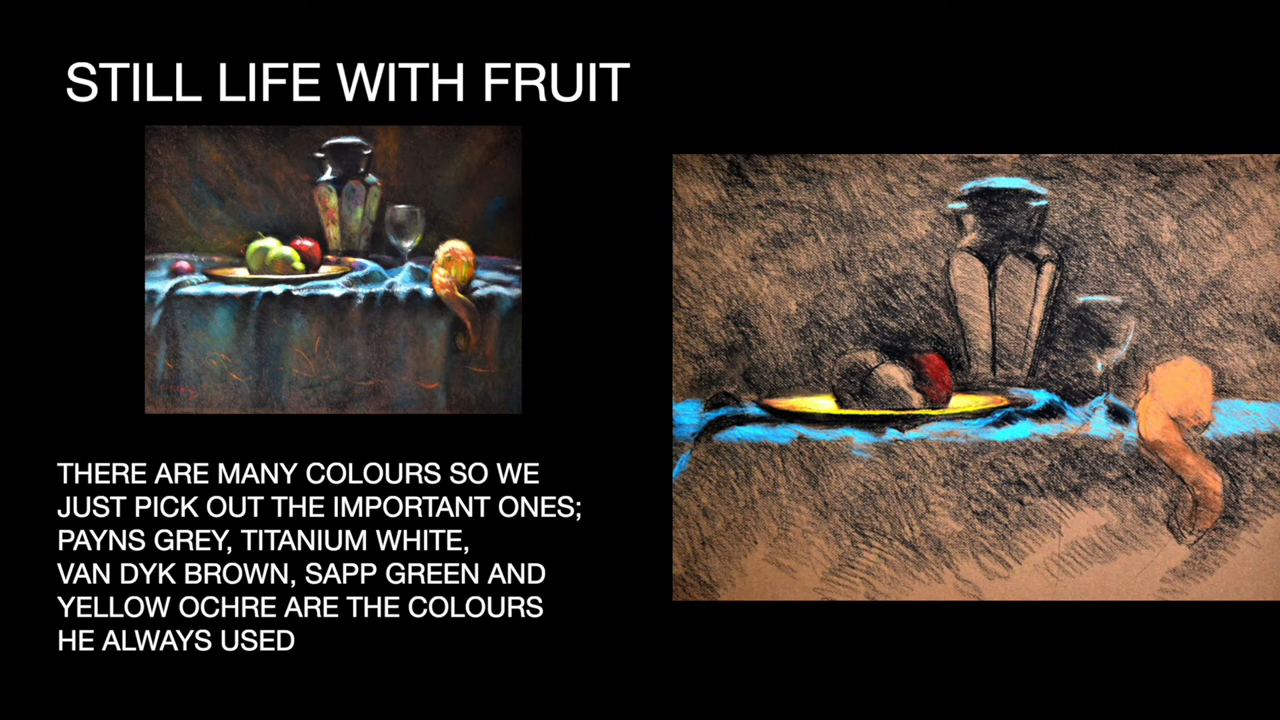 STILL LIFE WITH FRUIT
THERE ARE MANY COLOURS SO WE
JUST PICK OUT THE IMPORTANT ONES;
PAYNS GREY, TITANIUM WHITE,
VAN DYK BROWN, SAPP GREEN AND
YELLOW OCHRE ARE THE COLOURS
HE ALWAYS USED